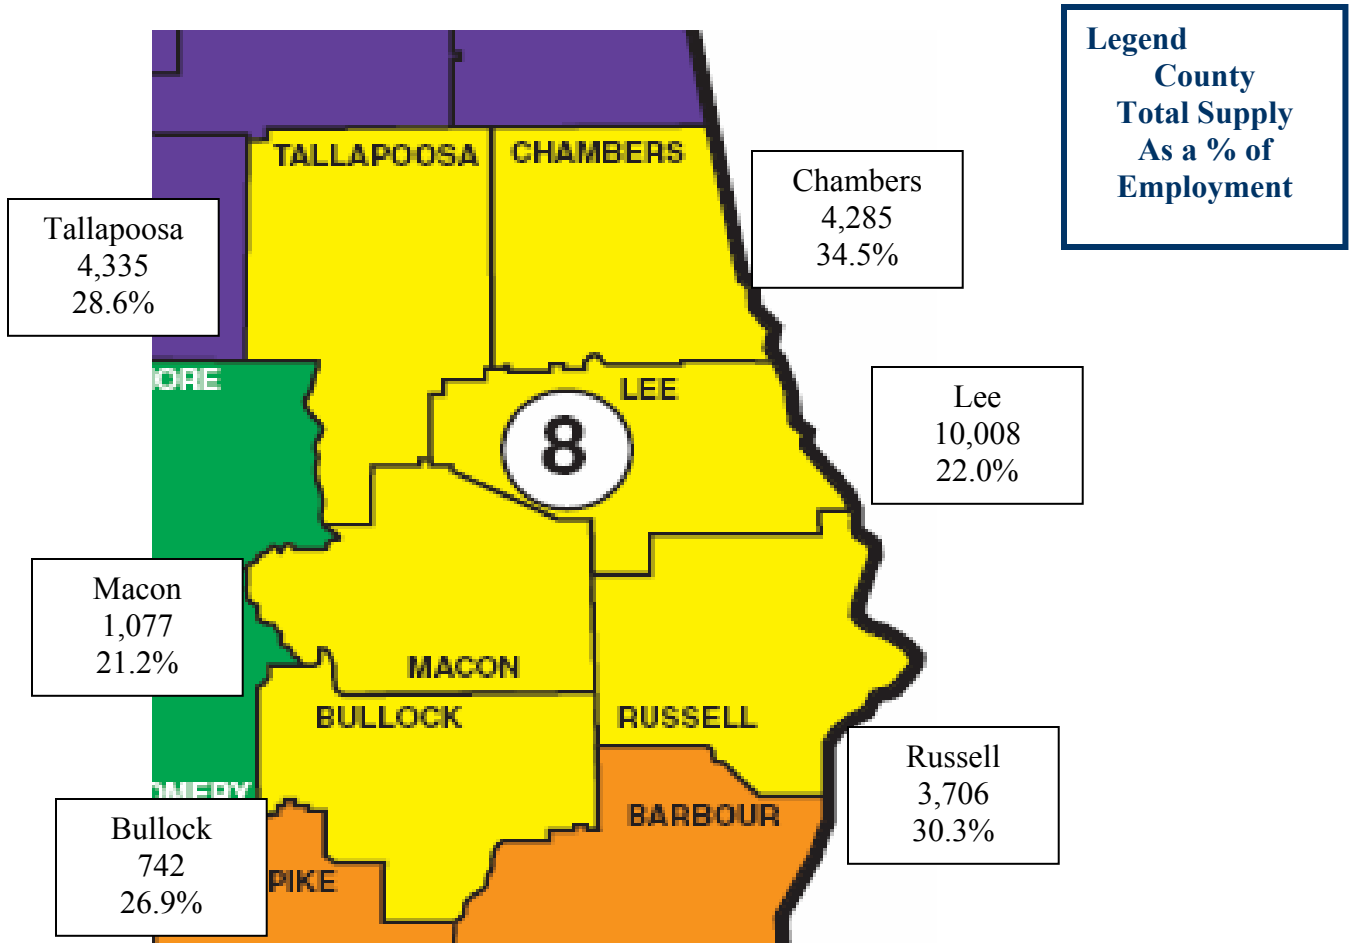 Legend
County
Total Supply
As a % of
Employment
TALLAPOOSA
CHAMBERS
Chambers
4,285
34.5%
Tallapoosa
4,335
28.6%
ORE
LEE
8
Lee
10,008
22.0%
Macon
1,077
21.2%
MACON
BULLOCK
RUSSELL
Russell
3,706
30.3%
OMERY
BARBOUR
Bullock
742
26.9%
PIKE